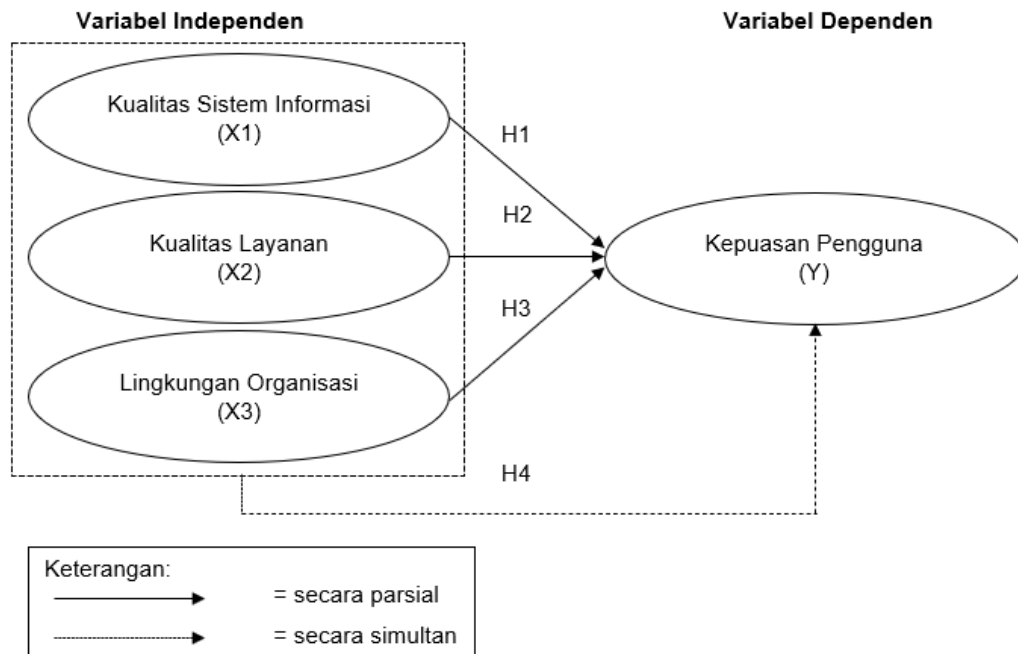 Variabel Independen
Variabel Dependen
Kualitas Sistem Informasi
(X1)
H1
H2
Kualitas Layanan
(X2)
Kepuasan Pengguna
(Y)
H3
Lingkungan Organisasi
(X3)
H4
Keterangan:
= secara parsial
= secara simultan